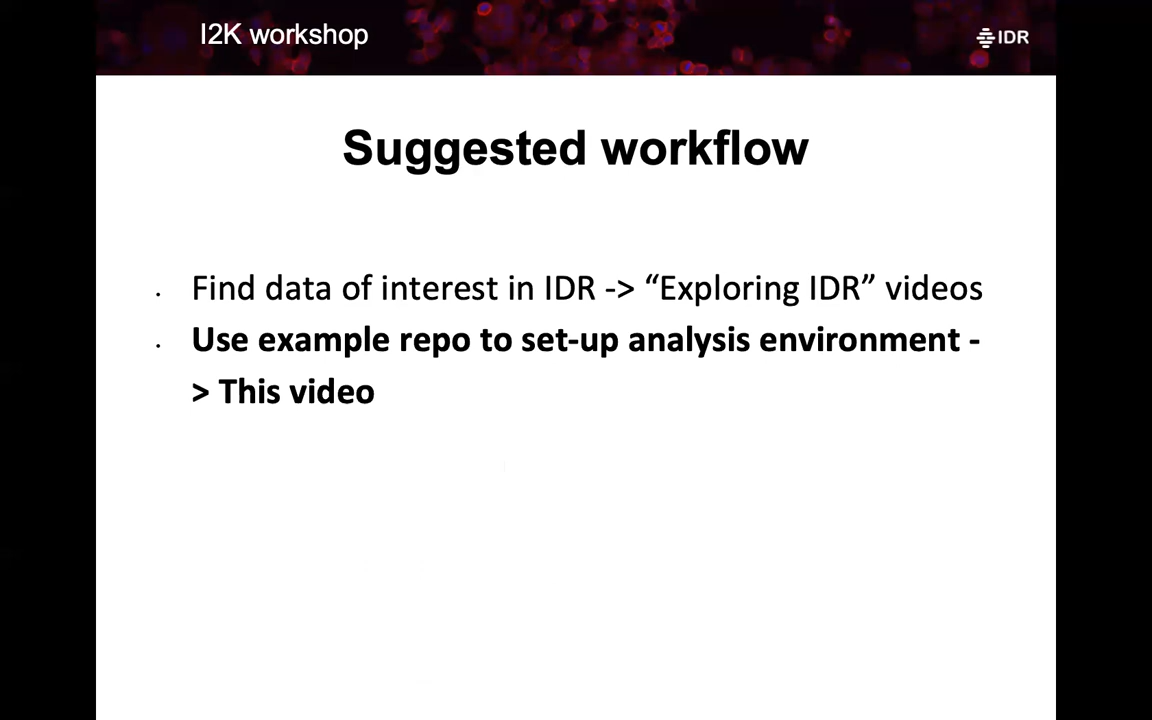 I2K workshop
IDR
Suggested workflow
· Find data of interest in IDR -> “Exploring IDR” videos
· Use example repo to set-up analysis environment -
> This video